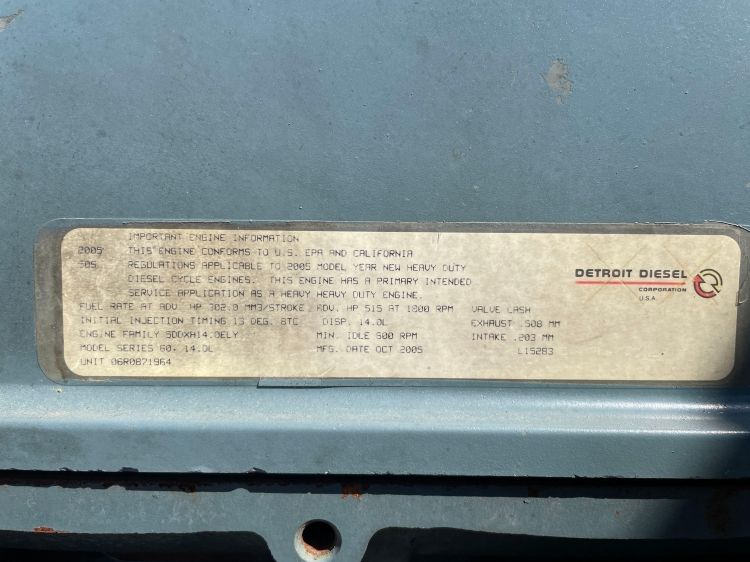 IMPORTANT ENGINE INFORMATION
2005 THIS ENGINE CONFORMS TO U.S. EPA AND CALIFORNIA
505 REGULATIONS APPLICABLE TO 2005 MODEL YEAR NEW HEAVY DUTY
DIESEL CYCLE ENGINES. THIS ENGINE HAS A PRIMARY INTENDED
SERVICE APPLICATION AS A HEAVY HEAVY DUTY ENGINE.
FUEL RATE AT ADV. HP 302.0 MM3/STROKE, ADV. HP 515 AT 1800 RPM VALVE LASH
INITIAL INJECTION TIMING 13 DEG. BTC DISP. 14.0L EXHAUST .508 MM
ENGINE FAMILY 5DDXH14.0ELY MIN. IDLE 600 RPM INTAKE .203 MM
MODEL SERIES 60, 14.0L MFG. DATE OCT 2005 L15283
UNIT 06R0871964
DETROIT DIESEL
CORPORATION
U.S.A.